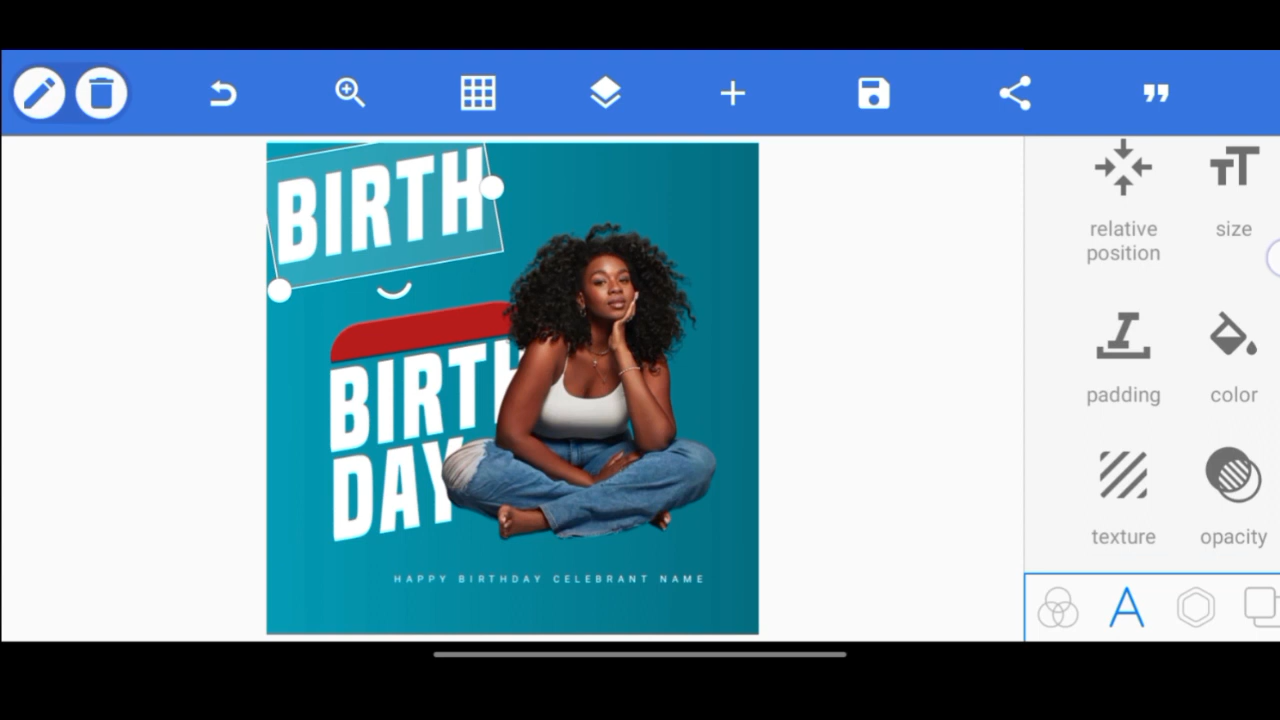 BIRTH
BIRTH
DAY
HAPPY BIRTHDAY CELEBRANT NAME
relative
position
size
padding
color
texture
opacity